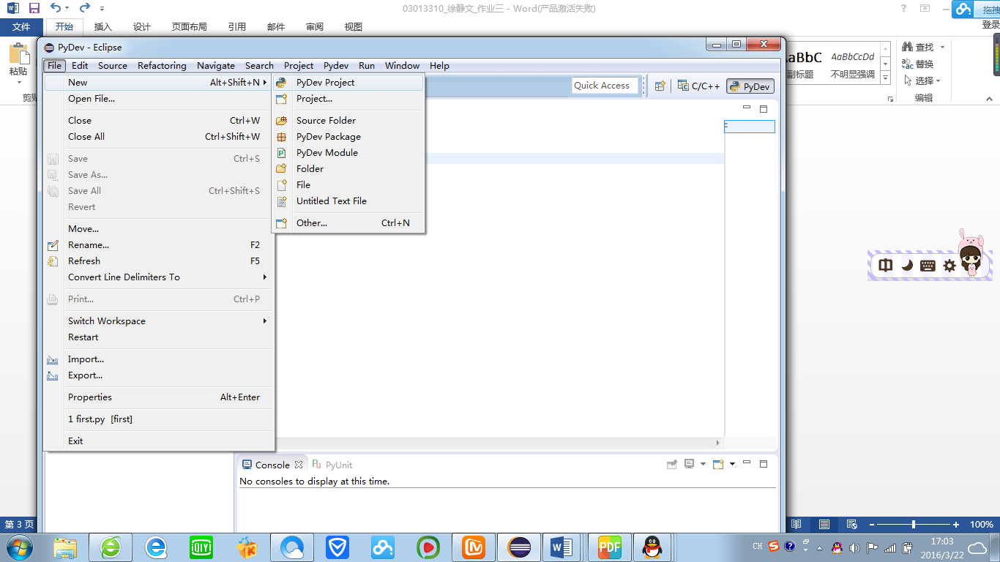 03013310_徐静文_作业三 - Word(产品激活失败)
拖拽
登录
文件 开始 插入 设计 页面布局 引用 邮件 审阅 视图
粘贴
PyDev - Eclipse
File Edit Source Refactoring Navigate Search Project Pydev Run Window Help
New Alt+Shift+N
Open File...
Close Ctrl+W
Close All Ctrl+Shift+W
Save Ctrl+S
Save As...
Save All Ctrl+Shift+S
Revert
Move...
Rename... F2
Refresh F5
Convert Line Delimiters To
Print... Ctrl+P
Switch Workspace
Restart
Import...
Export...
Properties Alt+Enter
1 first.py [first]
Exit
PyDev Project
Project...
Source Folder
PyDev Package
PyDev Module
Folder
File
Untitled Text File
Other... Ctrl+N
Quick Access C/C++ PyDev
aBbC AaBbCcDd
副标题 不明显强调
查找
替换
选择
编辑
Console PyUnit
No consoles to display at this time.
第 3 页
100%
QIY
PDF
CH
17:03
2016/3/22